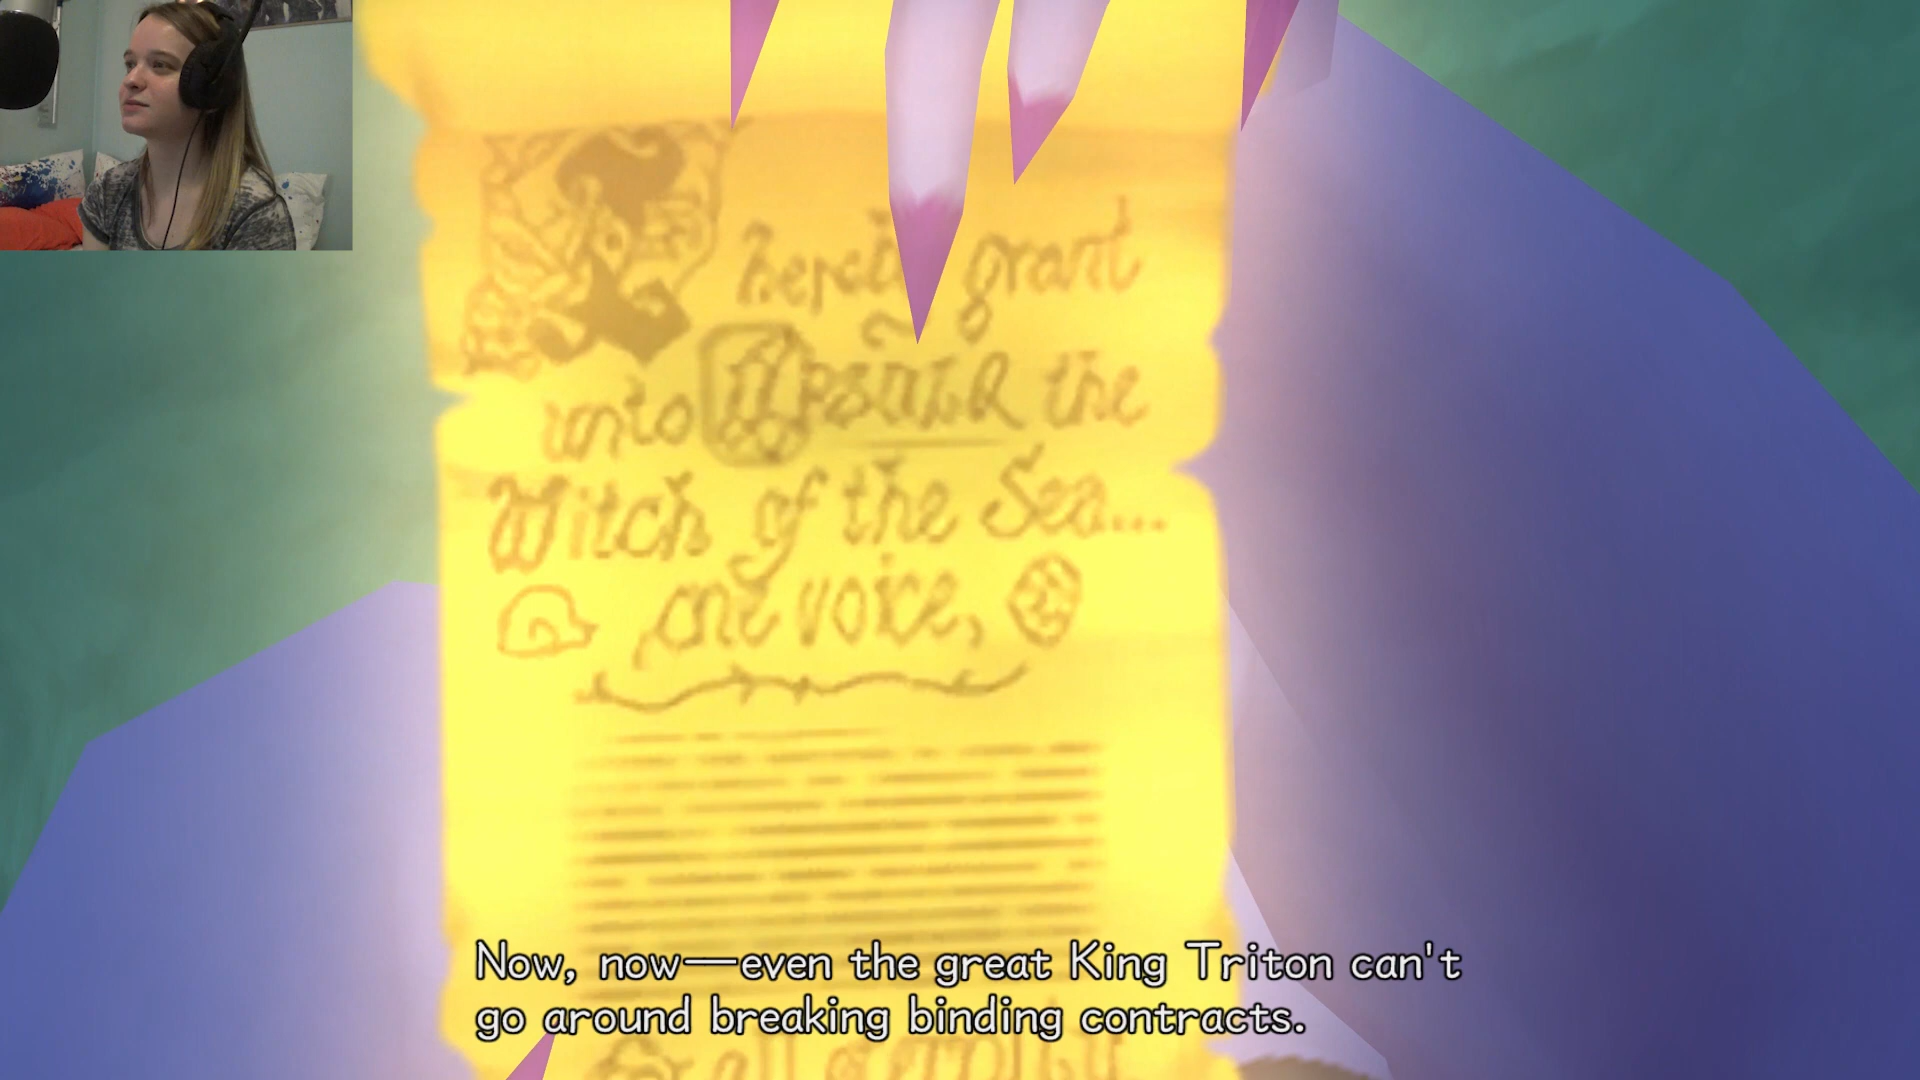 hereby grant
unto Ursula the
Witch of the Sea...
one voice,
Now, now—even the great King Triton can't
go around breaking binding contracts.